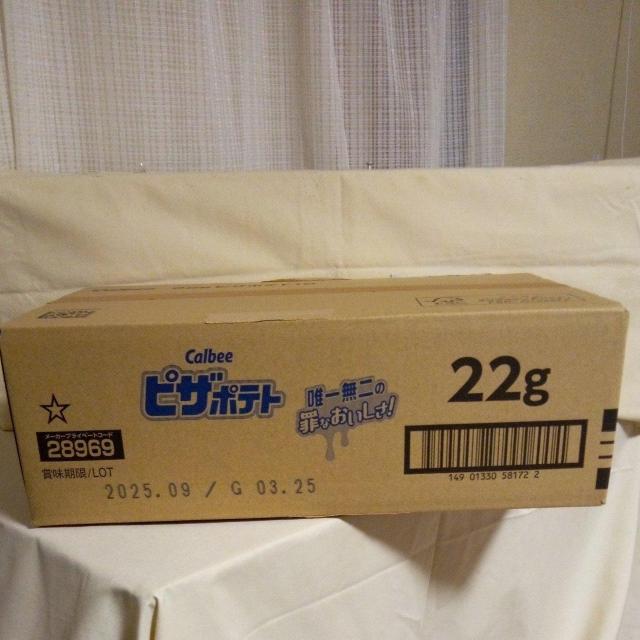 Calbee
ピザポテト
唯一無二の
罪なおいしさ!
22g
メーカープライベートコード
28969
賞味期限/LOT
2025.09 / G 03.25
149 01330 58172 2